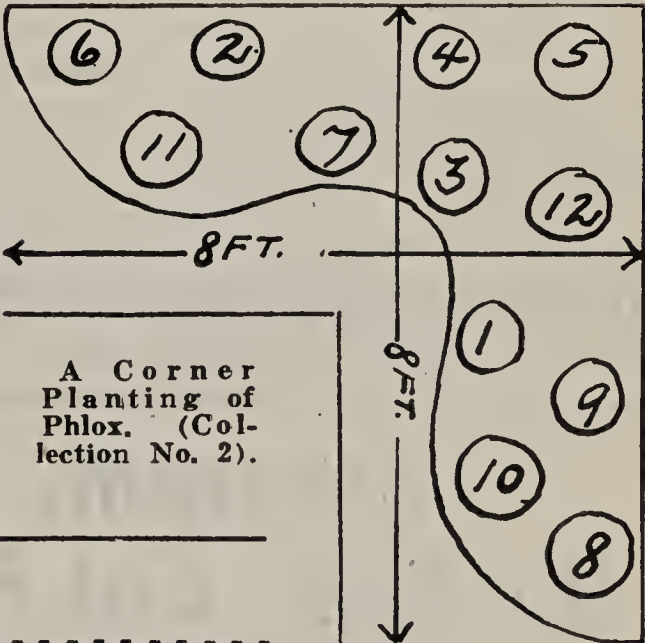 6 2 4 5
11 7 3 12
8 FT.
1
8 FT.
9
10
8
A Corner
Planting of
Phlox. (Col-
lection No. 2).